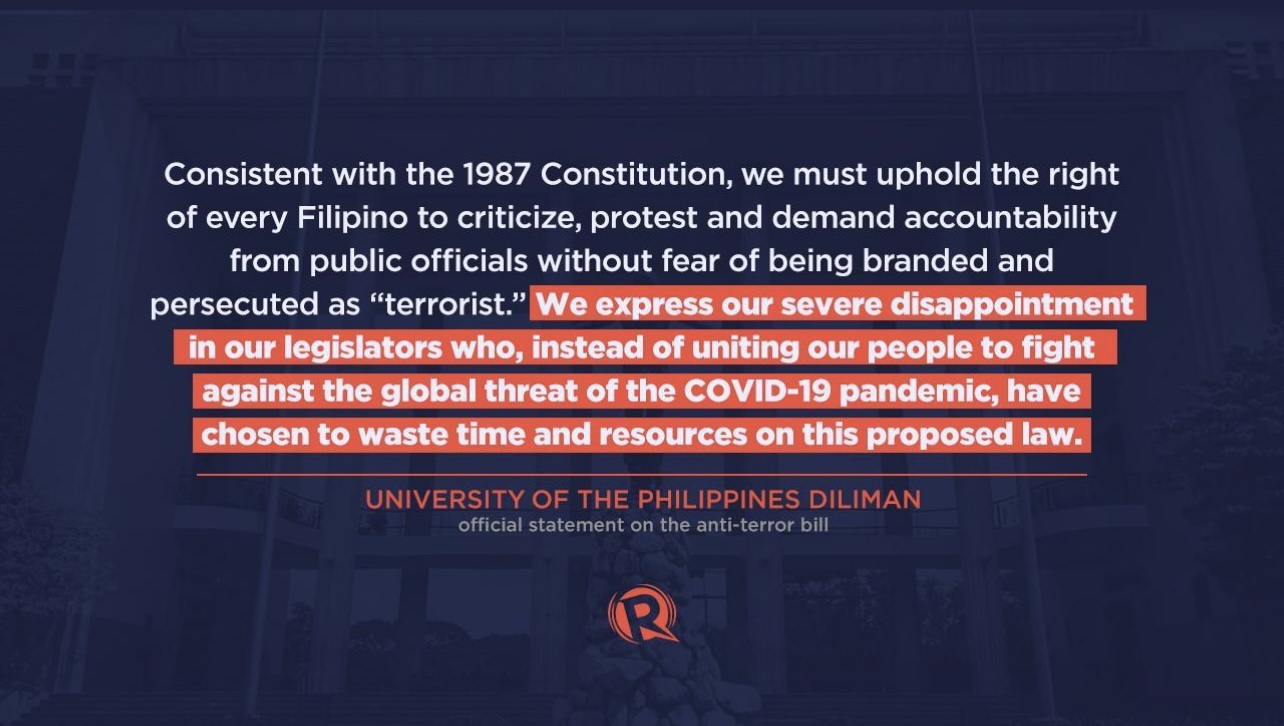 Consistent with the 1987 Constitution, we must uphold the right
of every Filipino to criticize, protest and demand accountability
from public officials without fear of being branded and
persecuted as “terrorist.” We express our severe disappointment
in our legislators who, instead of uniting our people to fight
against the global threat of the COVID-19 pandemic, have
chosen to waste time and resources on this proposed law.
UNIVERSITY OF THE PHILIPPINES DILIMAN
official statement on the anti-terror bill
R